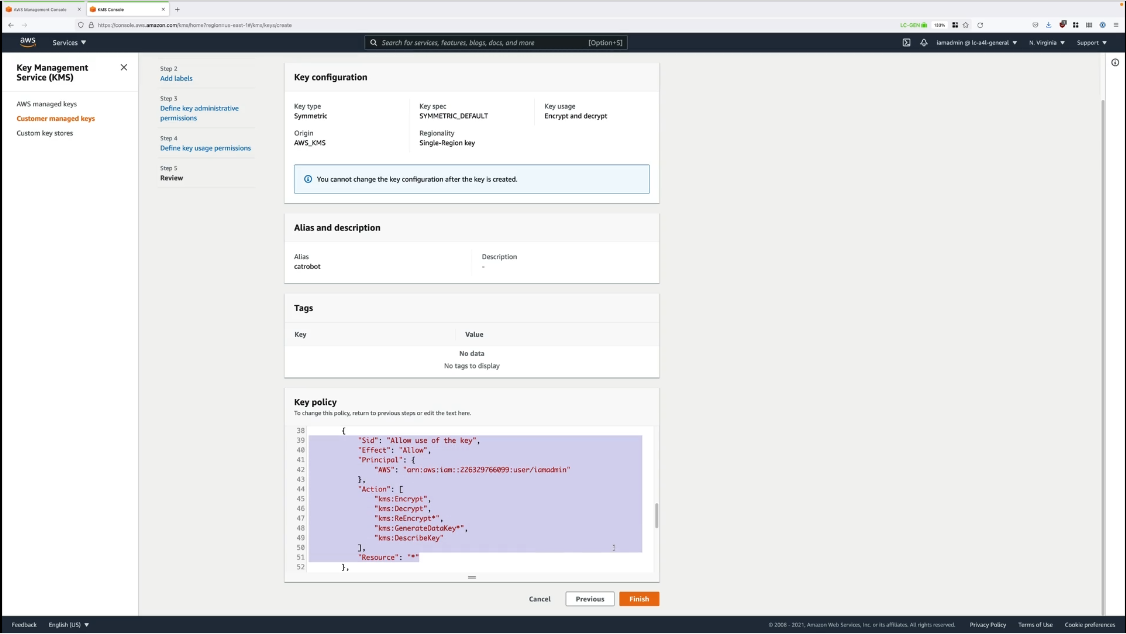 AWS Management Console
KMS Console
https://console.aws.amazon.com/kms/home?region=us-east-1#/kms/keys/create
LC-GEN
133%
aws
Services
Search for services, features, blogs, docs, and more
[Option+S]
iamadmin @ lc-a4l-general
N. Virginia
Support
Key Management Service (KMS)
AWS managed keys
Customer managed keys
Custom key stores
Step 2
Add labels
Step 3
Define key administrative
permissions
Step 4
Define key usage permissions
Step 5
Review
Key configuration
Key type
Symmetric
Key spec
SYMMETRIC_DEFAULT
Key usage
Encrypt and decrypt
Origin
AWS_KMS
Regionality
Single-Region key
You cannot change the key configuration after the key is created.
Alias and description
Alias
catrobot
Description
-
Tags
Key
Value
No data
No tags to display
Key policy
To change this policy, return to previous steps or edit the text here.
38 {
39 "Sid": "Allow use of the key",
40 "Effect": "Allow",
41 "Principal": {
42 "AWS": "arn:aws:iam::226329766099:user/iamadmin"
43 },
44 "Action": [
45 "kms:Encrypt",
46 "kms:Decrypt",
47 "kms:ReEncrypt*",
48 "kms:GenerateDataKey*",
49 "kms:DescribeKey"
50 ],
51 "Resource": "*"
52 },
Cancel
Previous
Finish
Feedback
English (US)
© 2008 - 2021, Amazon Web Services, Inc. or its affiliates. All rights reserved.
Privacy Policy
Terms of Use
Cookie preferences